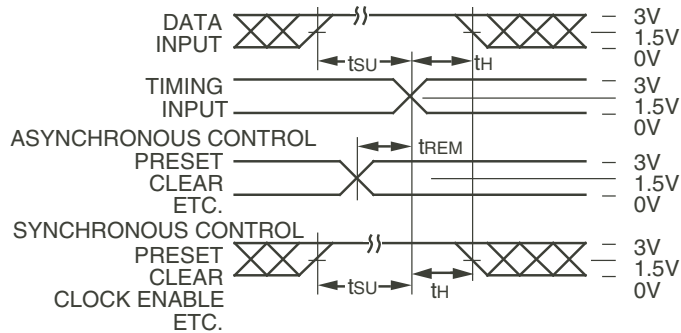 DATA
INPUT
3V
1.5V
0V
tSU
tH
TIMING
INPUT
3V
1.5V
0V
ASYNCHRONOUS CONTROL
PRESET
CLEAR
ETC.
tREM
3V
1.5V
0V
SYNCHRONOUS CONTROL
PRESET
CLEAR
CLOCK ENABLE
ETC.
tSU
tH
3V
1.5V
0V